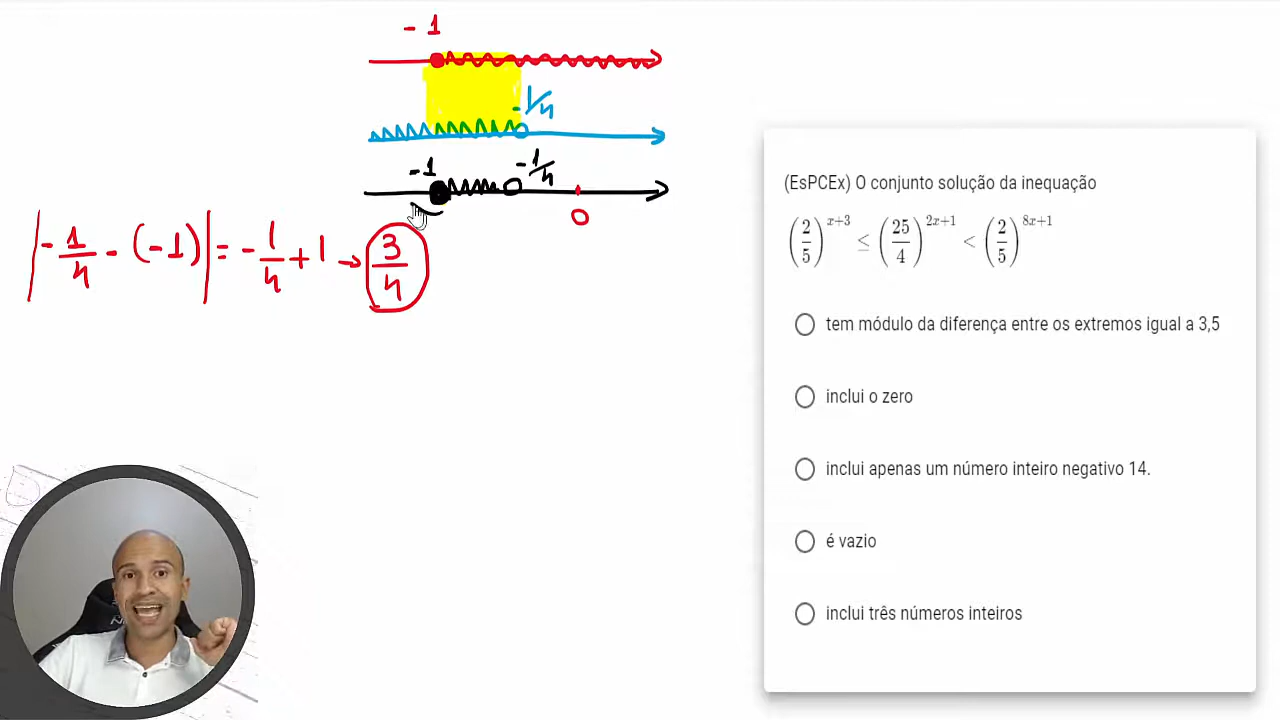 - 1
- 1/4
-1
- 1/4
0
|- 1/4 - (-1)| = - 1/4 + 1 → 3/4
(EsPCEx) O conjunto solução da inequação
(2/5)^{x+3} ≤ (25/4)^{2x+1} < (2/5)^{8x+1}
tem módulo da diferença entre os extremos igual a 3,5
inclui o zero
inclui apenas um número inteiro negativo 14.
é vazio
inclui três números inteiros